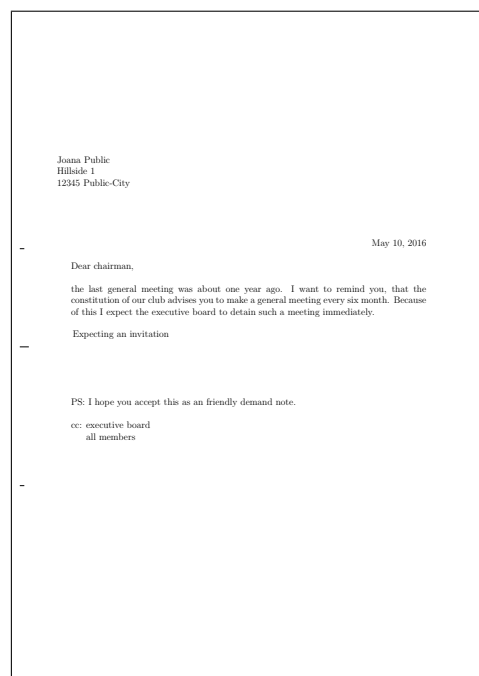 Joana Public
Hillside 1
12345 Public-City
May 10, 2016
Dear chairman,
the last general meeting was about one year ago. I want to remind you, that the
constitution of our club advises you to make a general meeting every six month. Because
of this I expect the executive board to detain such a meeting immediately.
Expecting an invitation
PS: I hope you accept this as an friendly demand note.
cc: executive board
all members